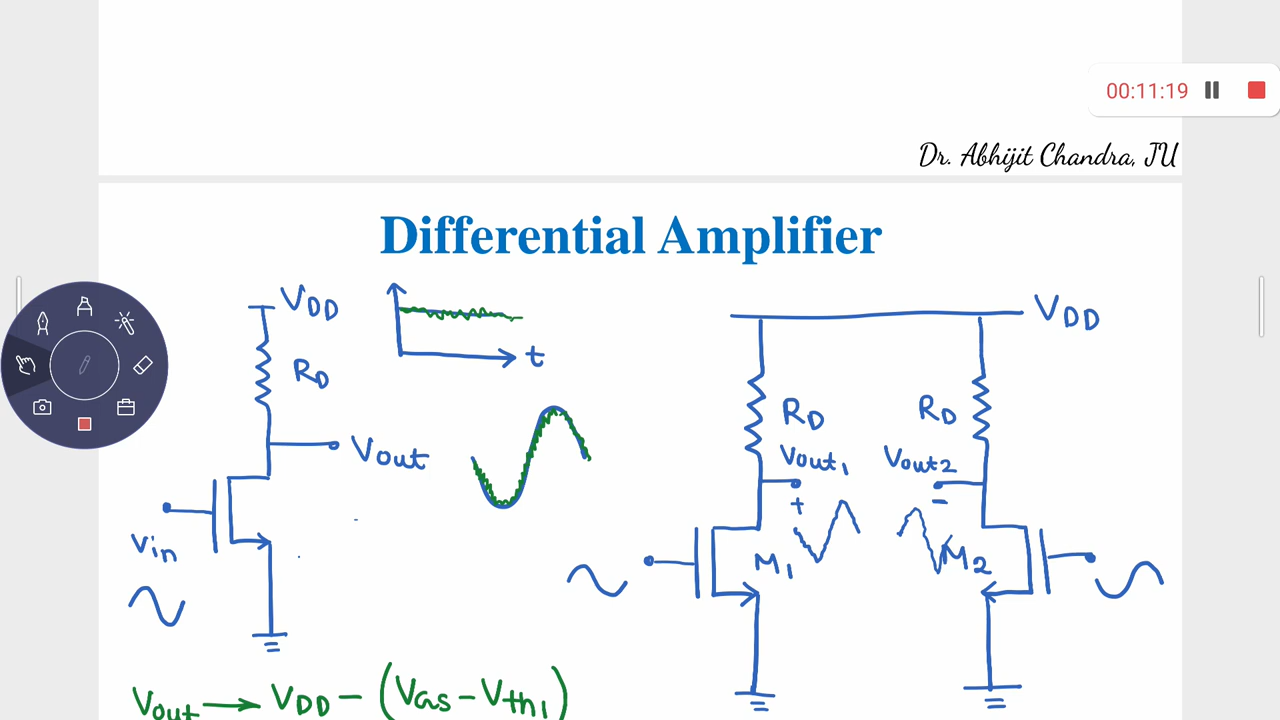 00:11:19
Dr. Abhijit Chandra, JU
Differential Amplifier
VDD
RD
t
Vout
Vin
VDD
RD
RD
Vout1
Vout2
+
-
M1
M2
Vout → VDD - (VGS - Vth1)